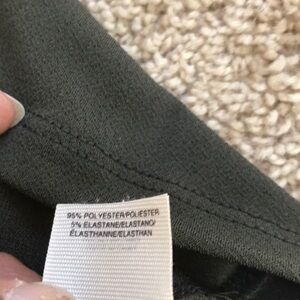 95% POLYESTER/POLIESTER
5% ELASTANE/ELASTANO/
ELASTHANNE/ELASTHAN